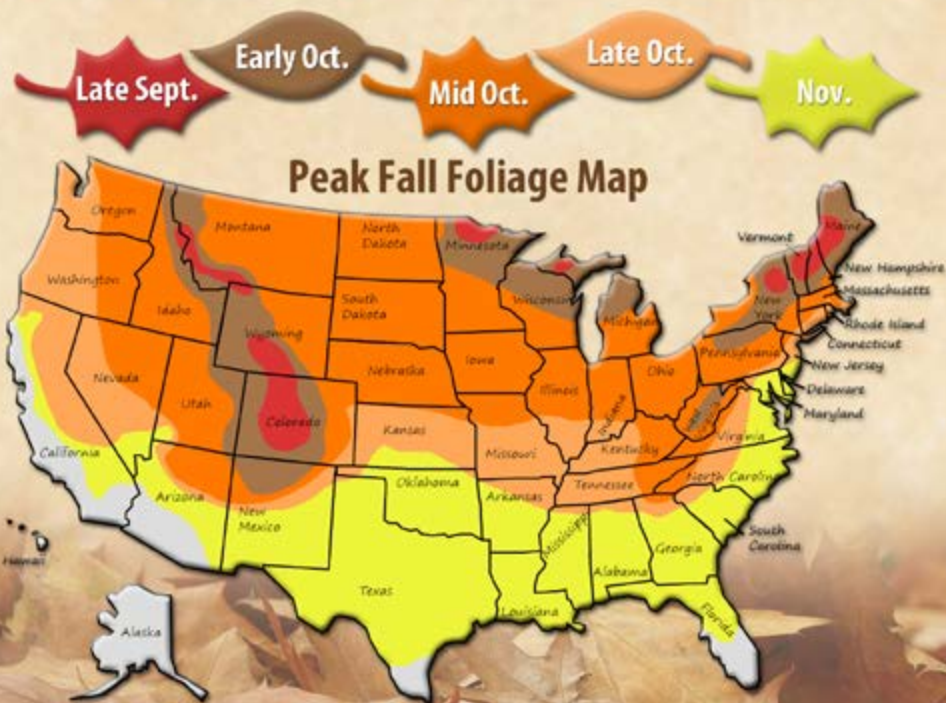 Late Sept.
Early Oct.
Mid Oct.
Late Oct.
Nov.
Peak Fall Foliage Map
Oregon
Montana
North
Dakota
Minnesota
Maine
Vermont
New Hampshire
Washington
Idaho
Wyoming
South
Dakota
Wisconsin
Michigan
New
York
Massachusetts
Rhode Island
Connecticut
New Jersey
Delaware
Maryland
Nevada
Utah
Colorado
Nebraska
Iowa
Illinois
Indiana
Ohio
Pennsylvania
West
Virginia
Virginia
California
Arizona
New
Mexico
Kansas
Oklahoma
Missouri
Arkansas
Kentucky
Tennessee
North Carolina
South
Carolina
Texas
Louisiana
Mississippi
Alabama
Georgia
Florida
Hawaii
Alaska